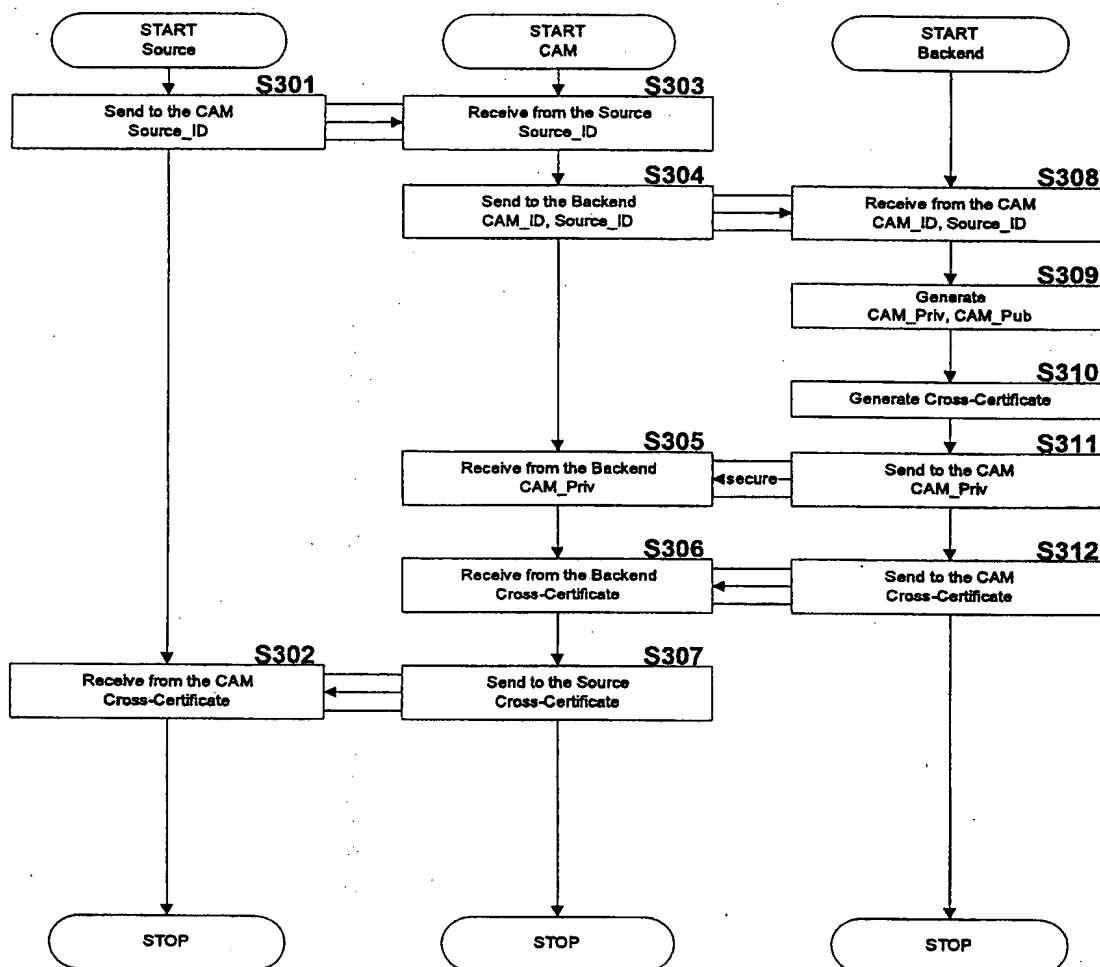 START
Source
START
CAM
START
Backend
S301
Send to the CAM
Source_ID
S303
Receive from the Source
Source_ID
S304
Send to the Backend
CAM_ID, Source_ID
S308
Receive from the CAM
CAM_ID, Source_ID
S309
Generate
CAM_Priv, CAM_Pub
S310
Generate Cross-Certificate
S305
Receive from the Backend
CAM_Priv
secure
S311
Send to the CAM
CAM_Priv
S306
Receive from the Backend
Cross-Certificate
S312
Send to the CAM
Cross-Certificate
S302
Receive from the CAM
Cross-Certificate
S307
Send to the Source
Cross-Certificate
STOP
STOP
STOP